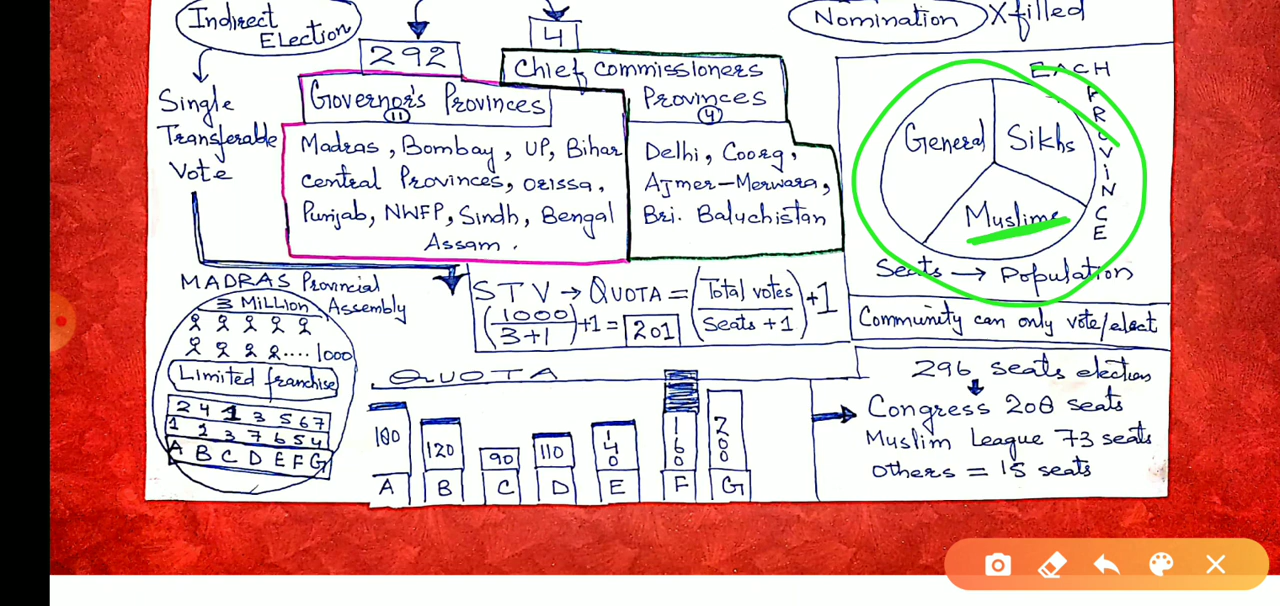 Indirect
Election
292
4
Nomination
X filled
Single
Transferable
Vote
Governor's Provinces
11
Chief Commissioners
Provinces
4
Madras, Bombay, UP, Bihar
Central Provinces, Orissa,
Punjab, NWFP, Sindh, Bengal
Assam.
Delhi, Coorg,
Ajmer-Merwara,
Bri. Baluchistan
EACH PROVINCE
General
Sikhs
Muslims
Seats → Population
Community can only vote/elect
MADRAS Provincial
Assembly
3 Million
.... 1000
Limited franchise
2 4 1 3 5 6 7
1 2 3 7 6 5 4
A B C D E F G
STV → QUOTA = (Total votes / Seats + 1) + 1
(1000 / 3+1) + 1 = 201
QUOTA
180
120
90
110
140
160
200
A
B
C
D
E
F
G
296 seats election
Congress 208 seats
Muslim League 73 seats
Others = 15 seats